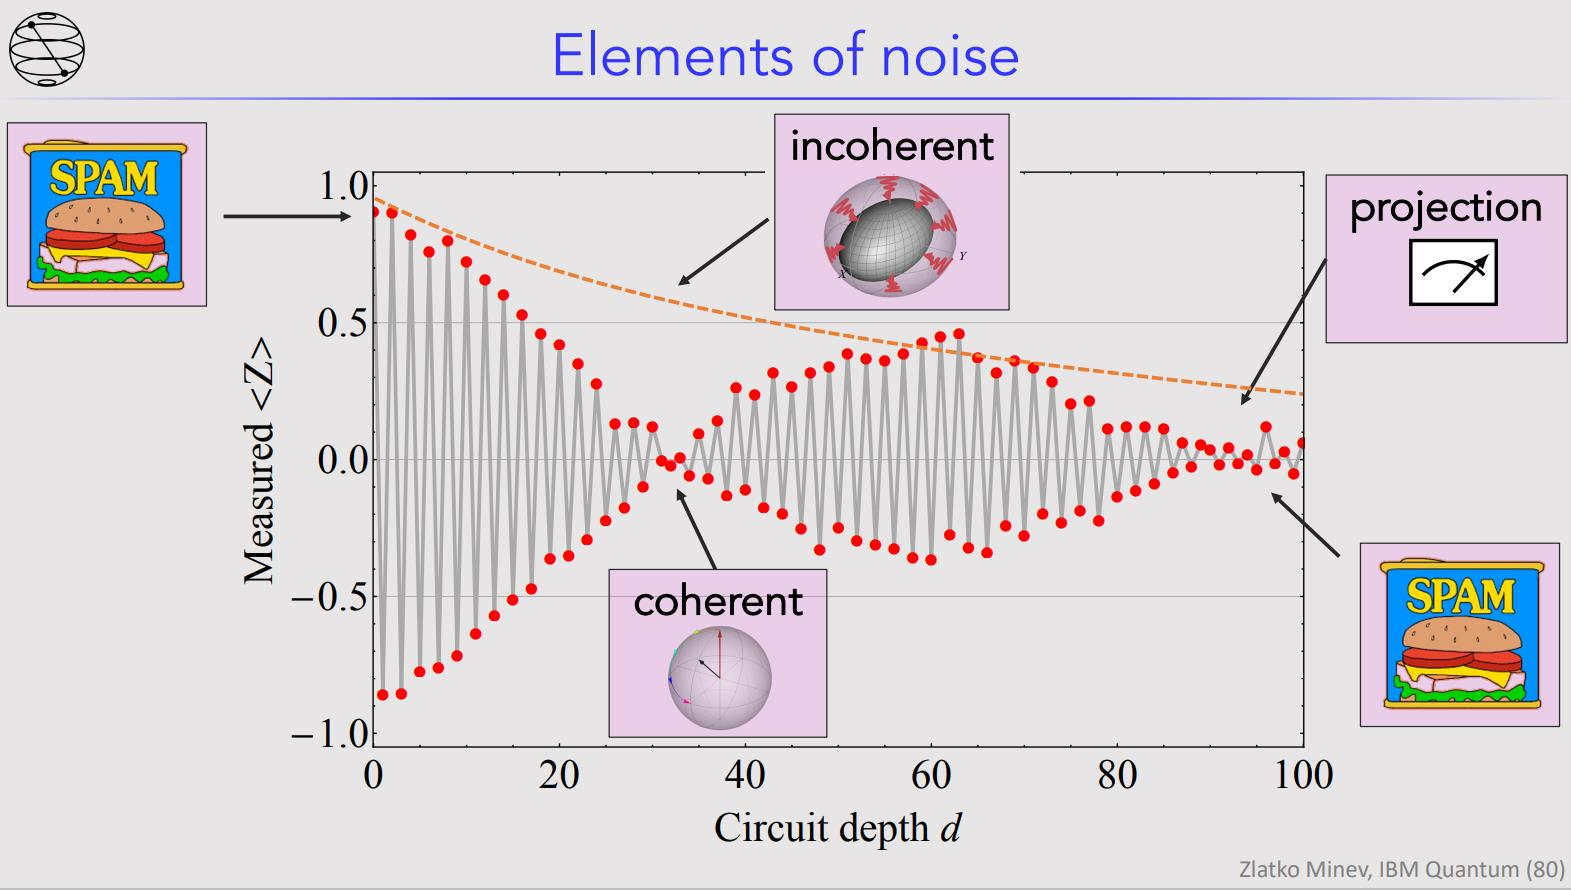 Elements of noise
SPAM
incoherent
X
Y
projection
1.0
0.5
0.0
−0.5
−1.0
Measured <Z>
coherent
SPAM
0 20 40 60 80 100
Circuit depth d
Zlatko Minev, IBM Quantum (80)